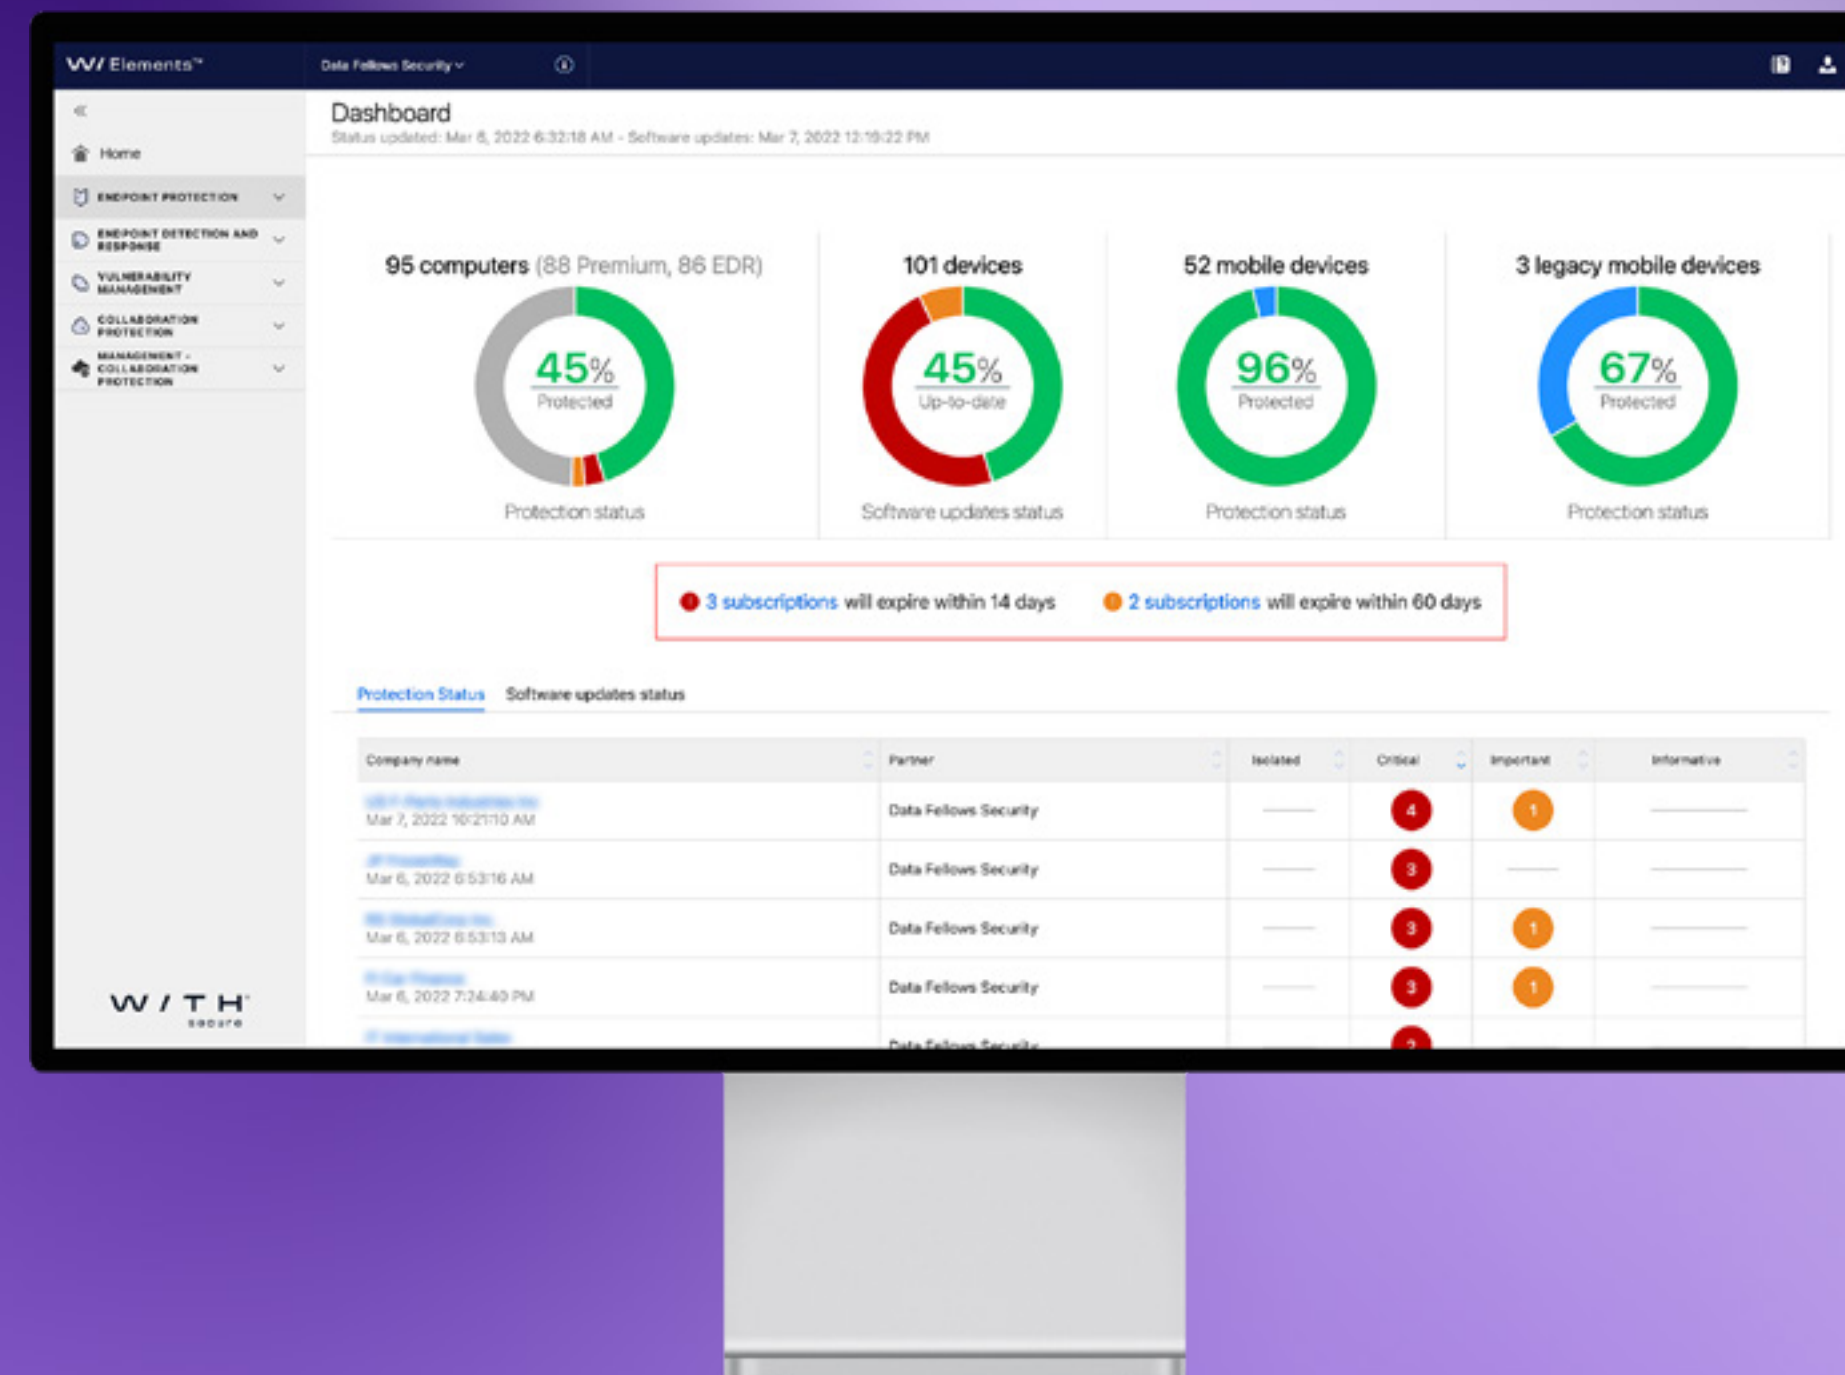 W/ Elements™
Data Fellows Security
Dashboard
Status updated: Mar 6, 2022 6:32:18 AM - Software updates: Mar 7, 2022 12:19:22 PM
Home
ENDPOINT PROTECTION
ENDPOINT DETECTION AND
RESPONSE
VULNERABILITY
MANAGEMENT
COLLABORATION
PROTECTION
MANAGEMENT -
COLLABORATION
PROTECTION
W / T H
secure
95 computers (88 Premium, 86 EDR)
45%
Protected
Protection status
101 devices
45%
Up-to-date
Software updates status
52 mobile devices
96%
Protected
Protection status
3 legacy mobile devices
67%
Protected
Protection status
3 subscriptions will expire within 14 days
2 subscriptions will expire within 60 days
Protection Status Software updates status
Company name Partner Isolated Critical Important Informative
Data Fellows Security 4 1
Mar 7, 2022 10:21:10 AM
Data Fellows Security 3
Mar 6, 2022 6:53:16 AM
Data Fellows Security 3 1
Mar 6, 2022 6:53:13 AM
Data Fellows Security 3 1
Mar 6, 2022 7:24:40 PM
Data Fellows Security 2